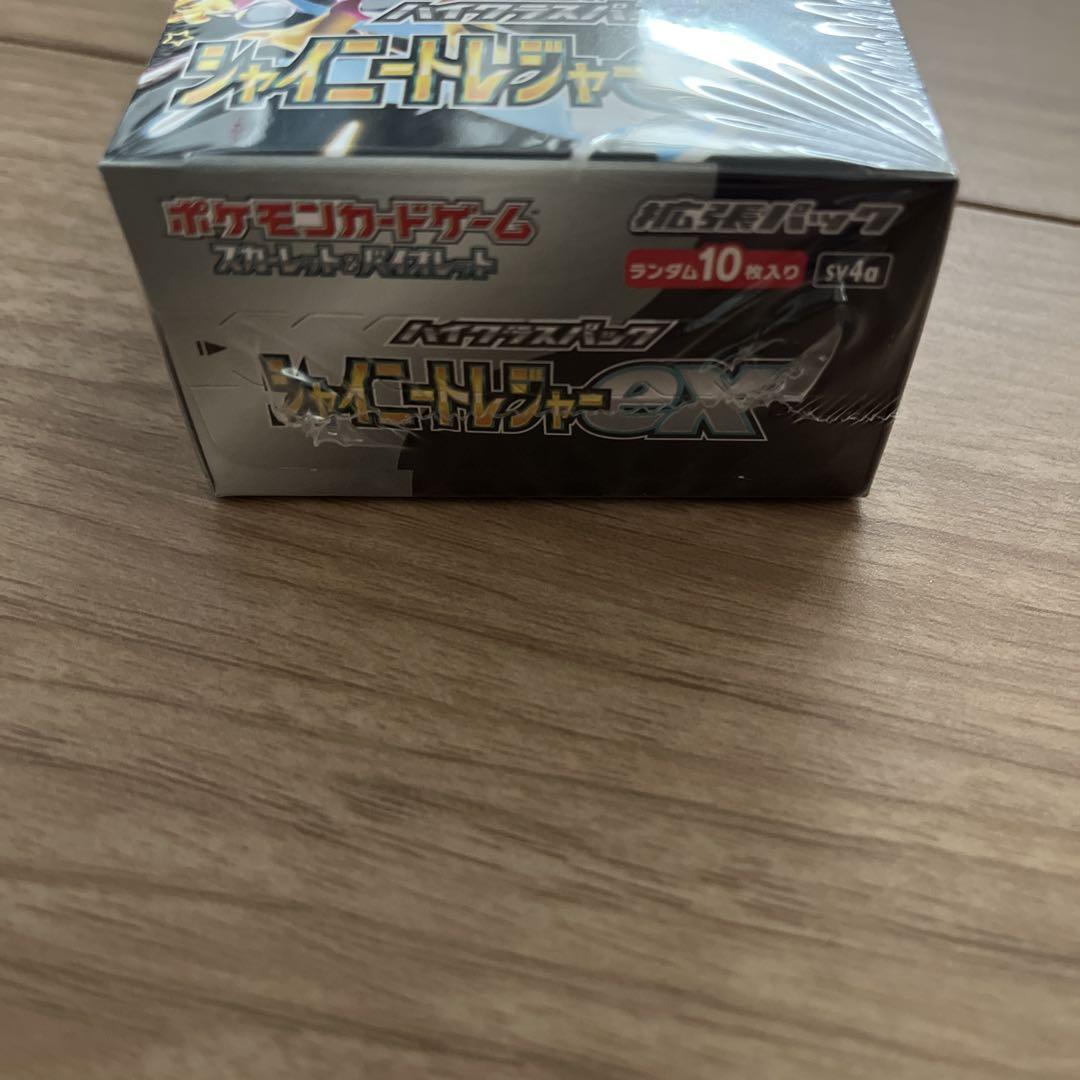 ハイクラスパ
シャイニートレジャー
ポケモンカードゲーム
スカーレット&バイオレット
拡張パック
ランダム10枚入り
sv4a
ハイクラスパック
シャイニートレジャーex